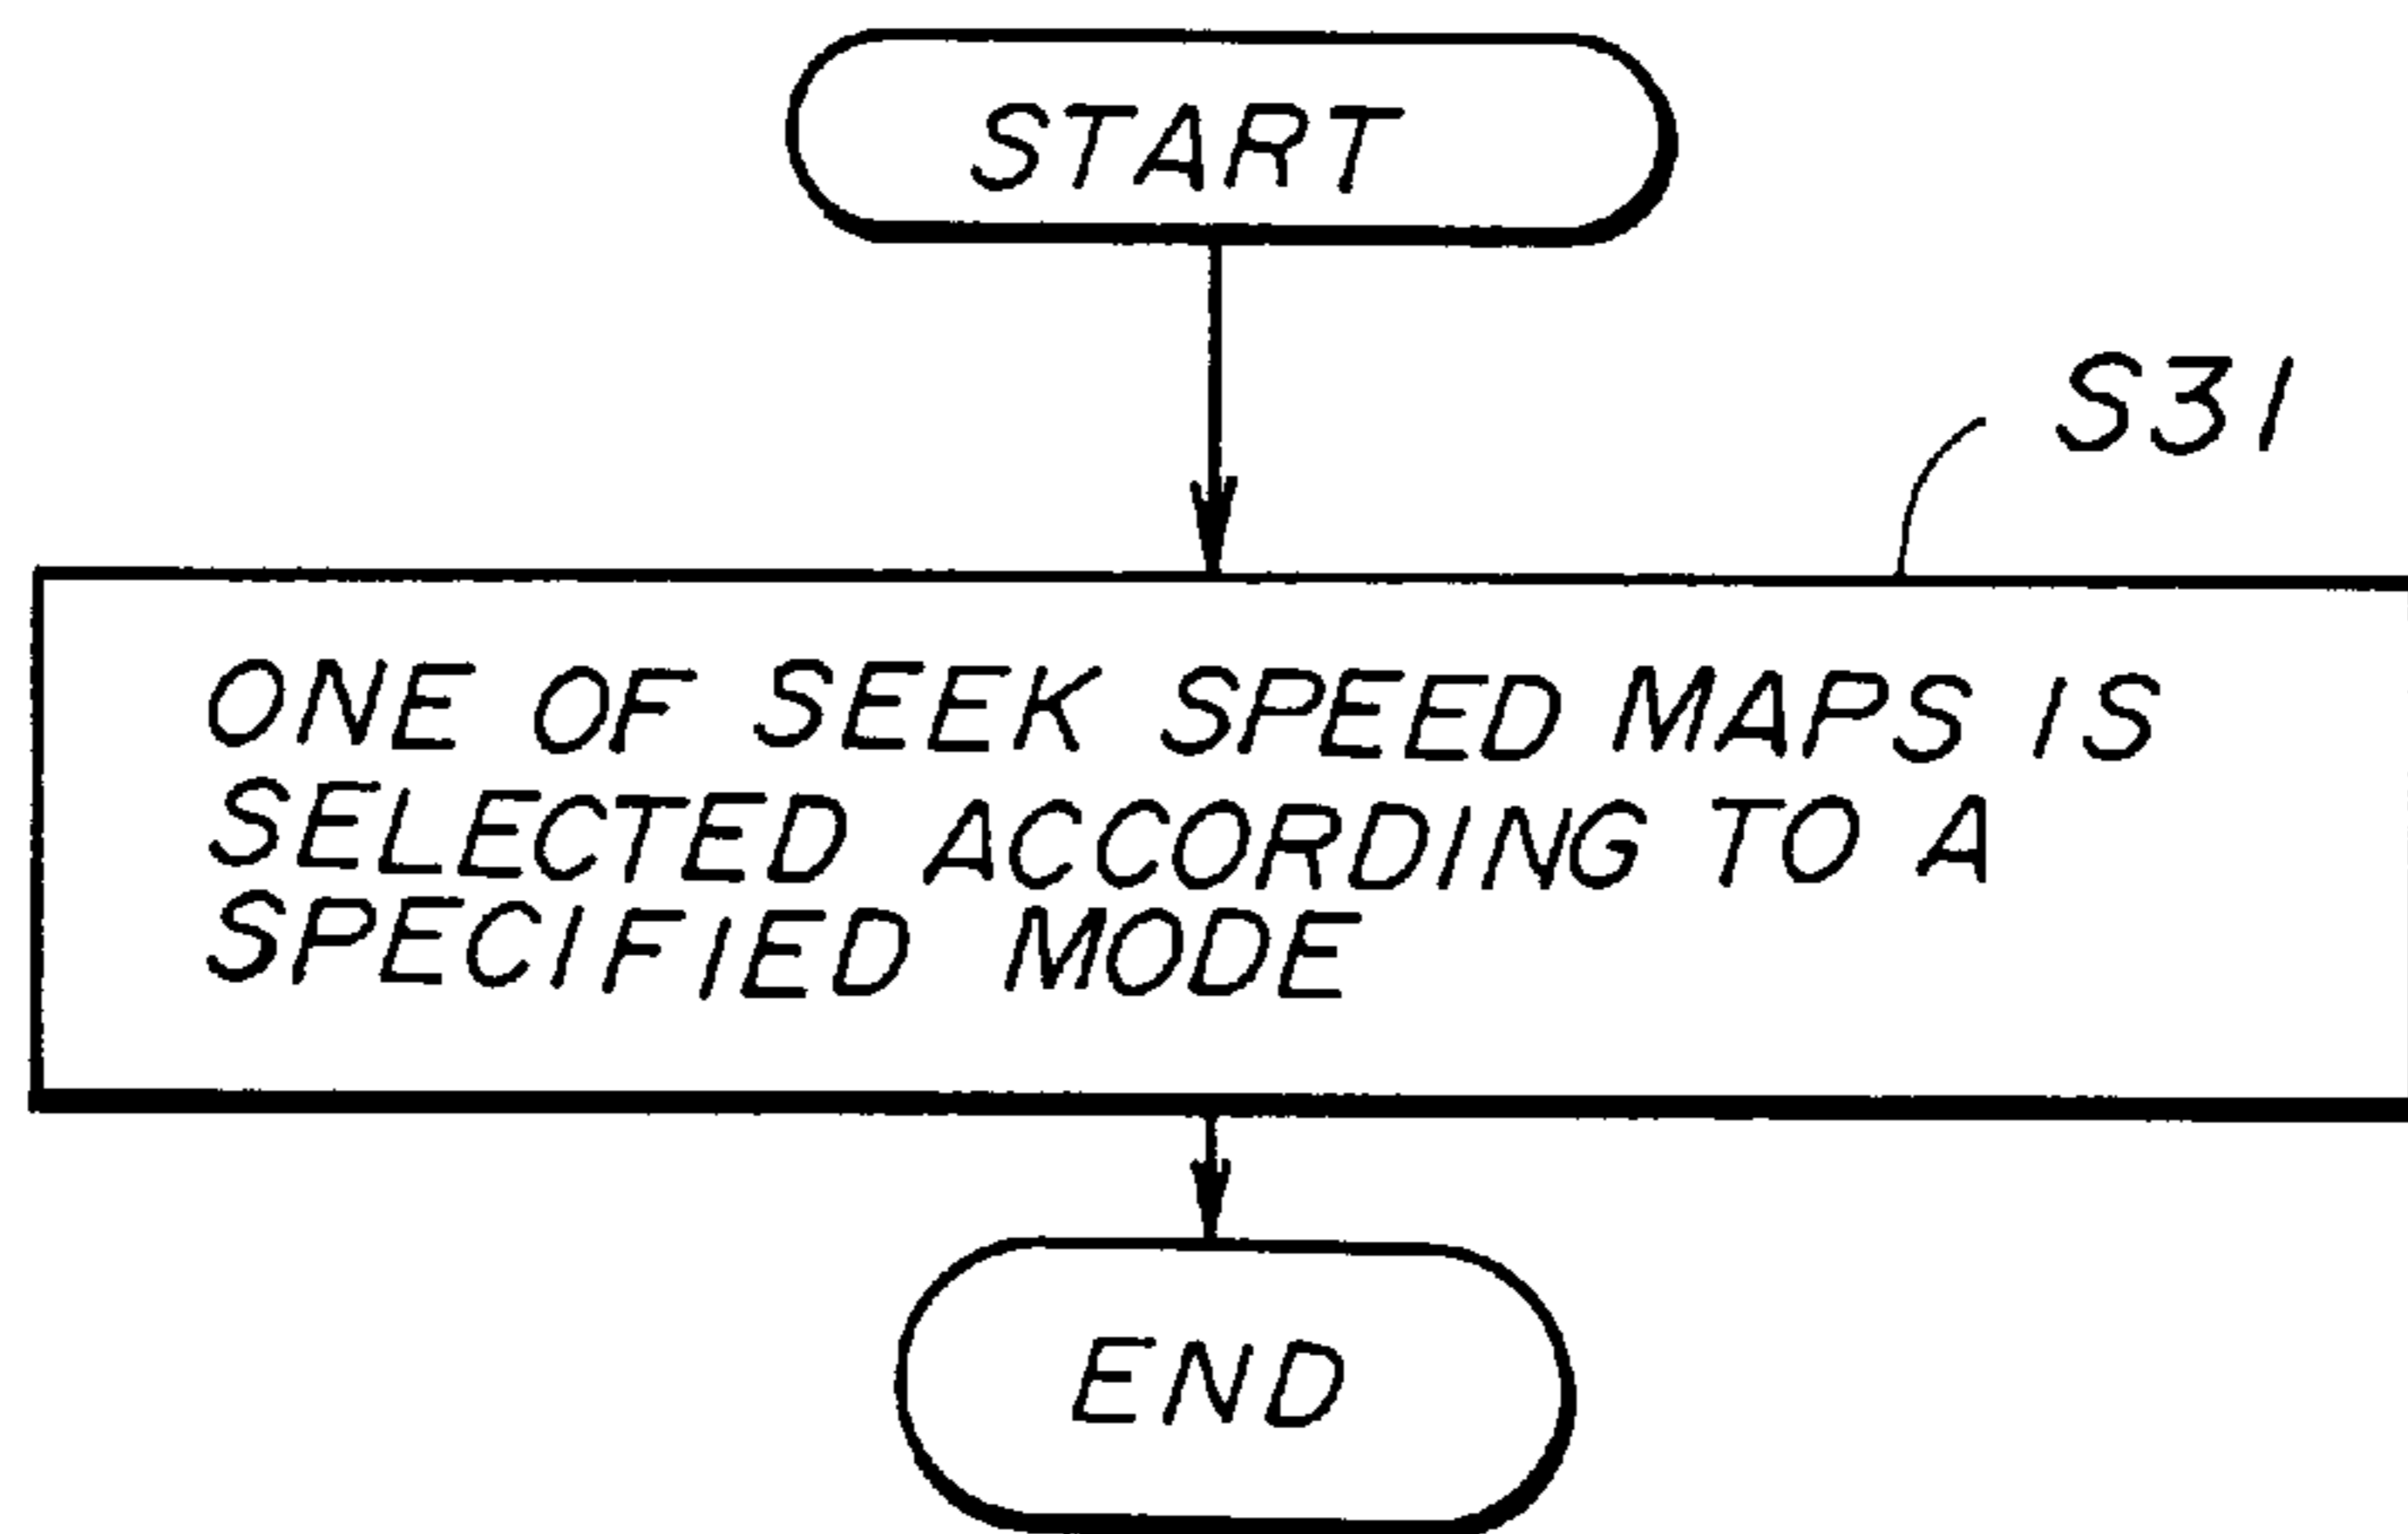 START
S31
ONE OF SEEK SPEED MAPS IS
SELECTED ACCORDING TO A
SPECIFIED MODE
END